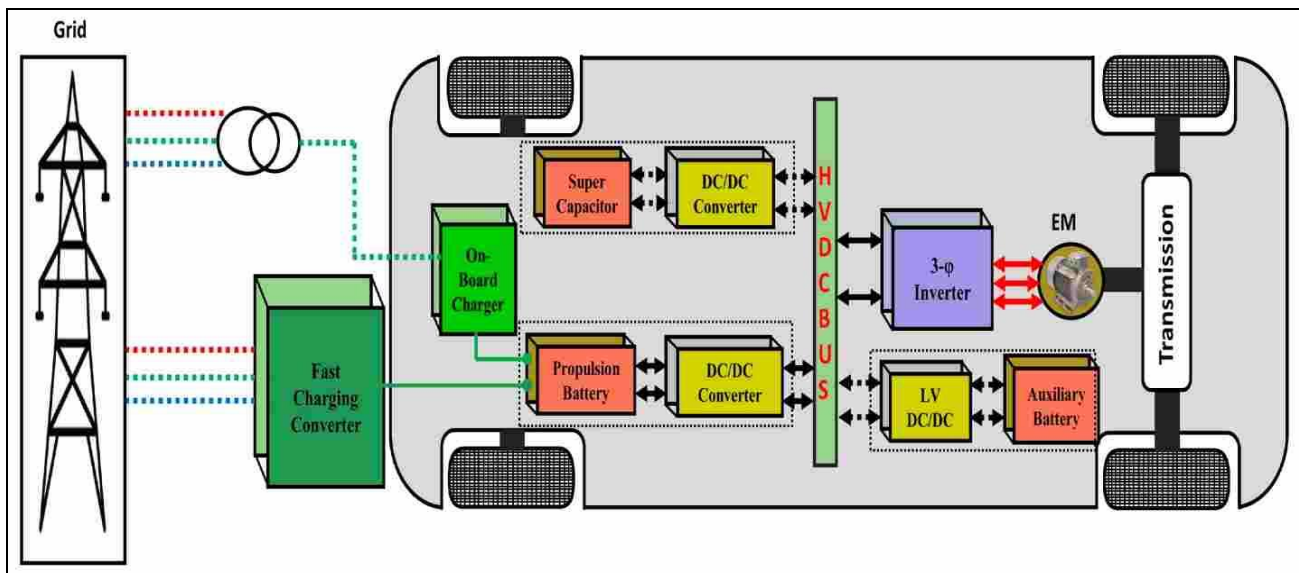 Grid
Super
Capacitor
DC/DC
Converter
H
V
D
C
B
U
S
On-
Board
Charger
3-φ
Inverter
EM
Transmission
Fast
Charging
Converter
Propulsion
Battery
DC/DC
Converter
LV
DC/DC
Auxiliary
Battery